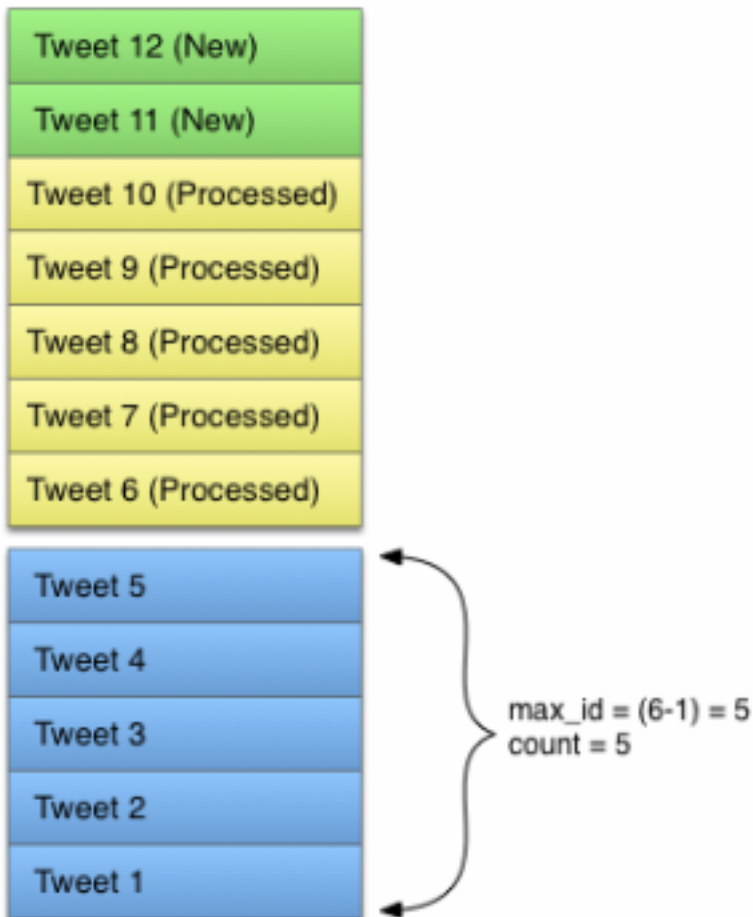 Tweet 12 (New)
Tweet 11 (New)
Tweet 10 (Processed)
Tweet 9 (Processed)
Tweet 8 (Processed)
Tweet 7 (Processed)
Tweet 6 (Processed)
Tweet 5
Tweet 4
Tweet 3
Tweet 2
Tweet 1
max_id = (6-1) = 5
count = 5